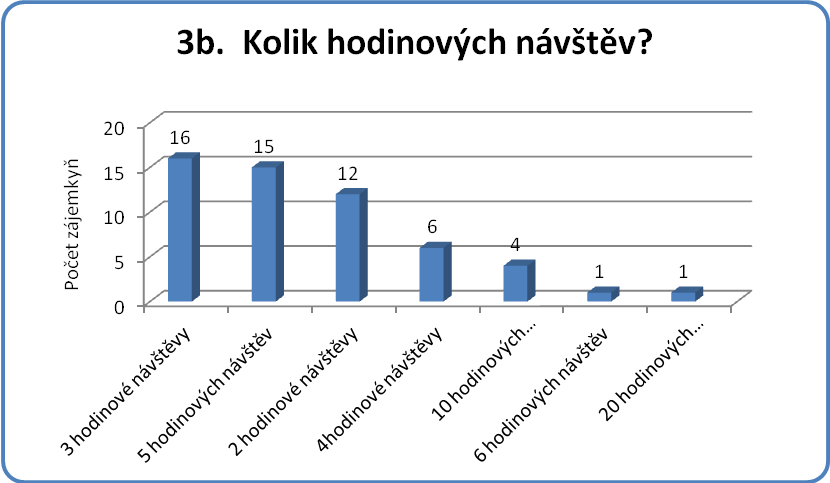 3b.  Kolik hodinových návštěv?
Počet zájemkyň
20
15
10
5
0
16
15
12
6
4
1
1
3 hodinové návštěvy
5 hodinových návštěv
2 hodinové návštěvy
4hodinové návštěvy
10 hodinových...
6 hodinových návštěv
20 hodinových...